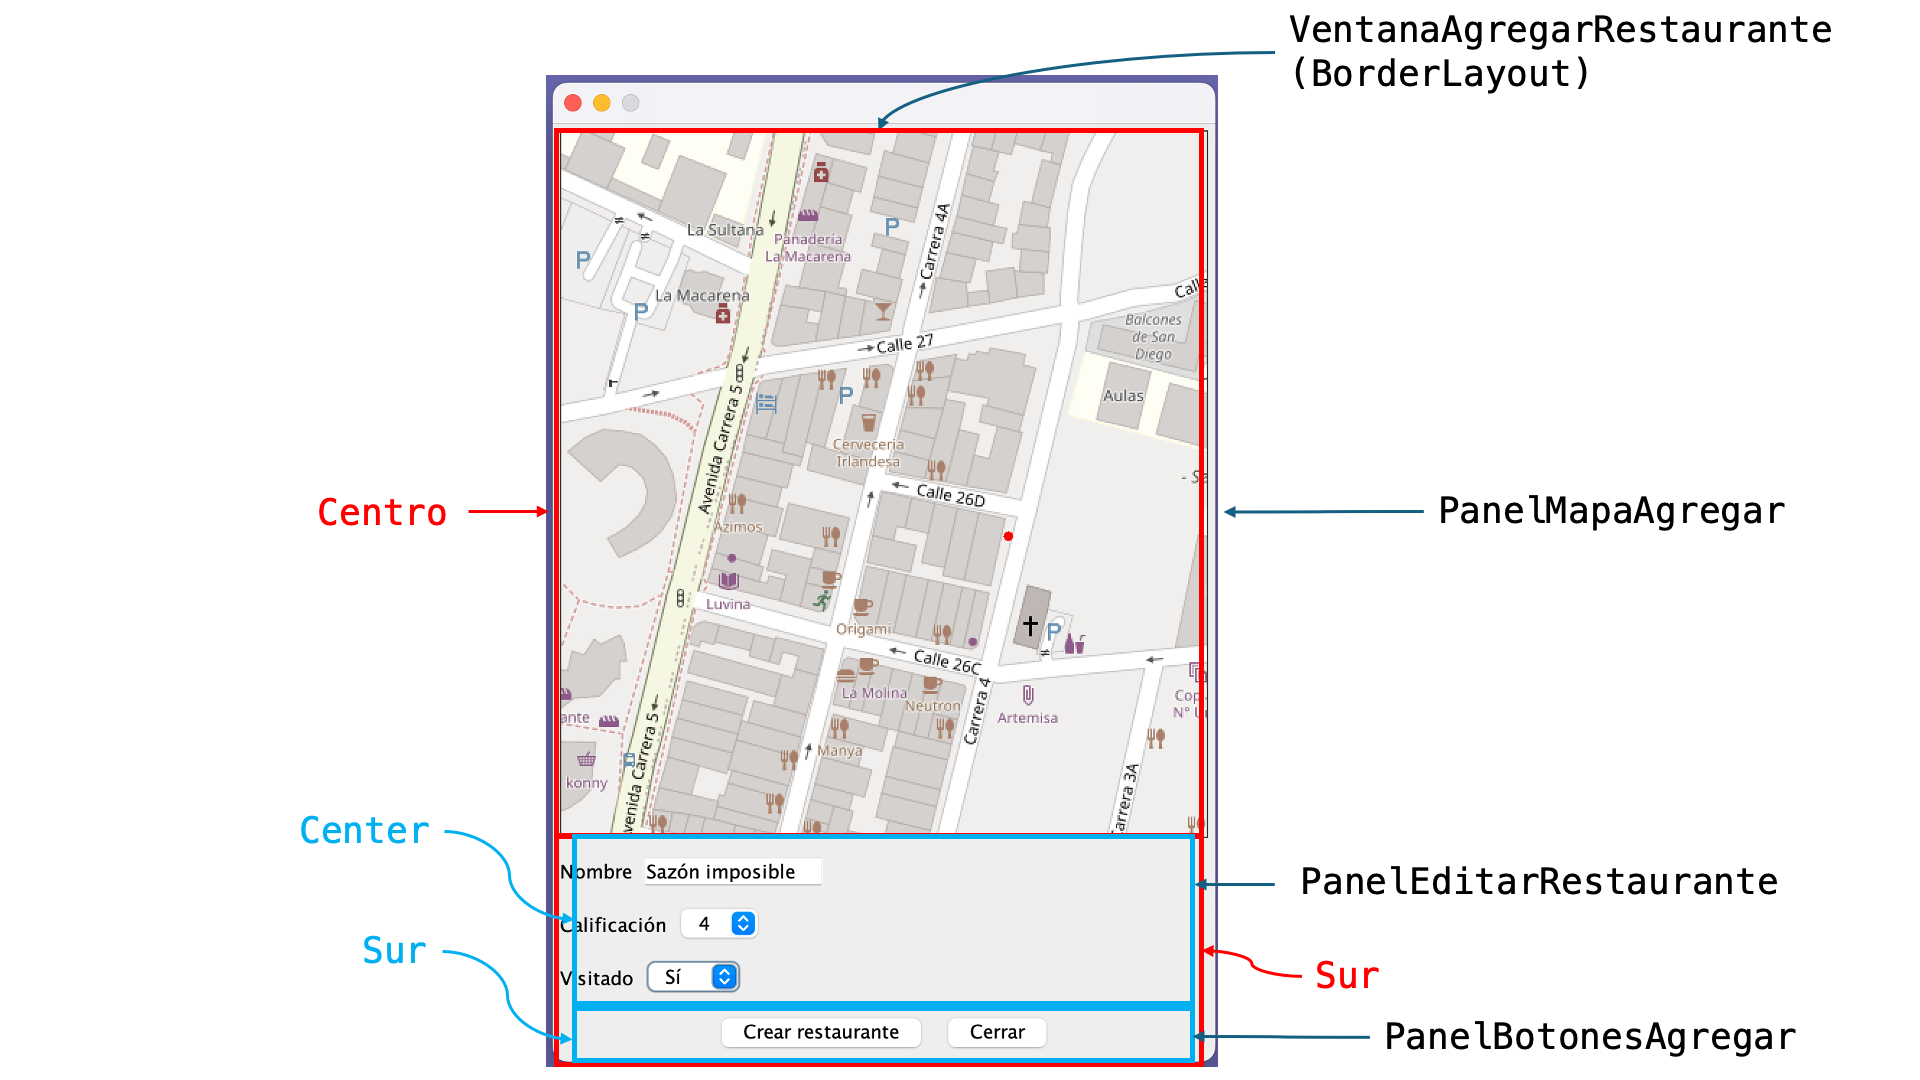 VentanaAgregarRestaurante
(BorderLayout)
La Sultana
Panadería
La Macarena
P
Carrera 4A
P
La Macarena
P
Calle
Balcones
de San
Diego
Calle 27
P
Aulas
Avenida Carrera 5
Cervecería
Irlandesa
Calle 26D
Centro
PanelMapaAgregar
Azimos
Luvina
Origami
P
Calle 26C
La Molina
Neutron
Carrera 4
Artemisa
Cop
N° U
ante
Manya
konny
Avenida Carrera 5
Carrera 3A
Center
Nombre
Sazón imposible
PanelEditarRestaurante
Calificación
4
Sur
Visitado
Sí
Sur
Crear restaurante
Cerrar
PanelBotonesAgregar